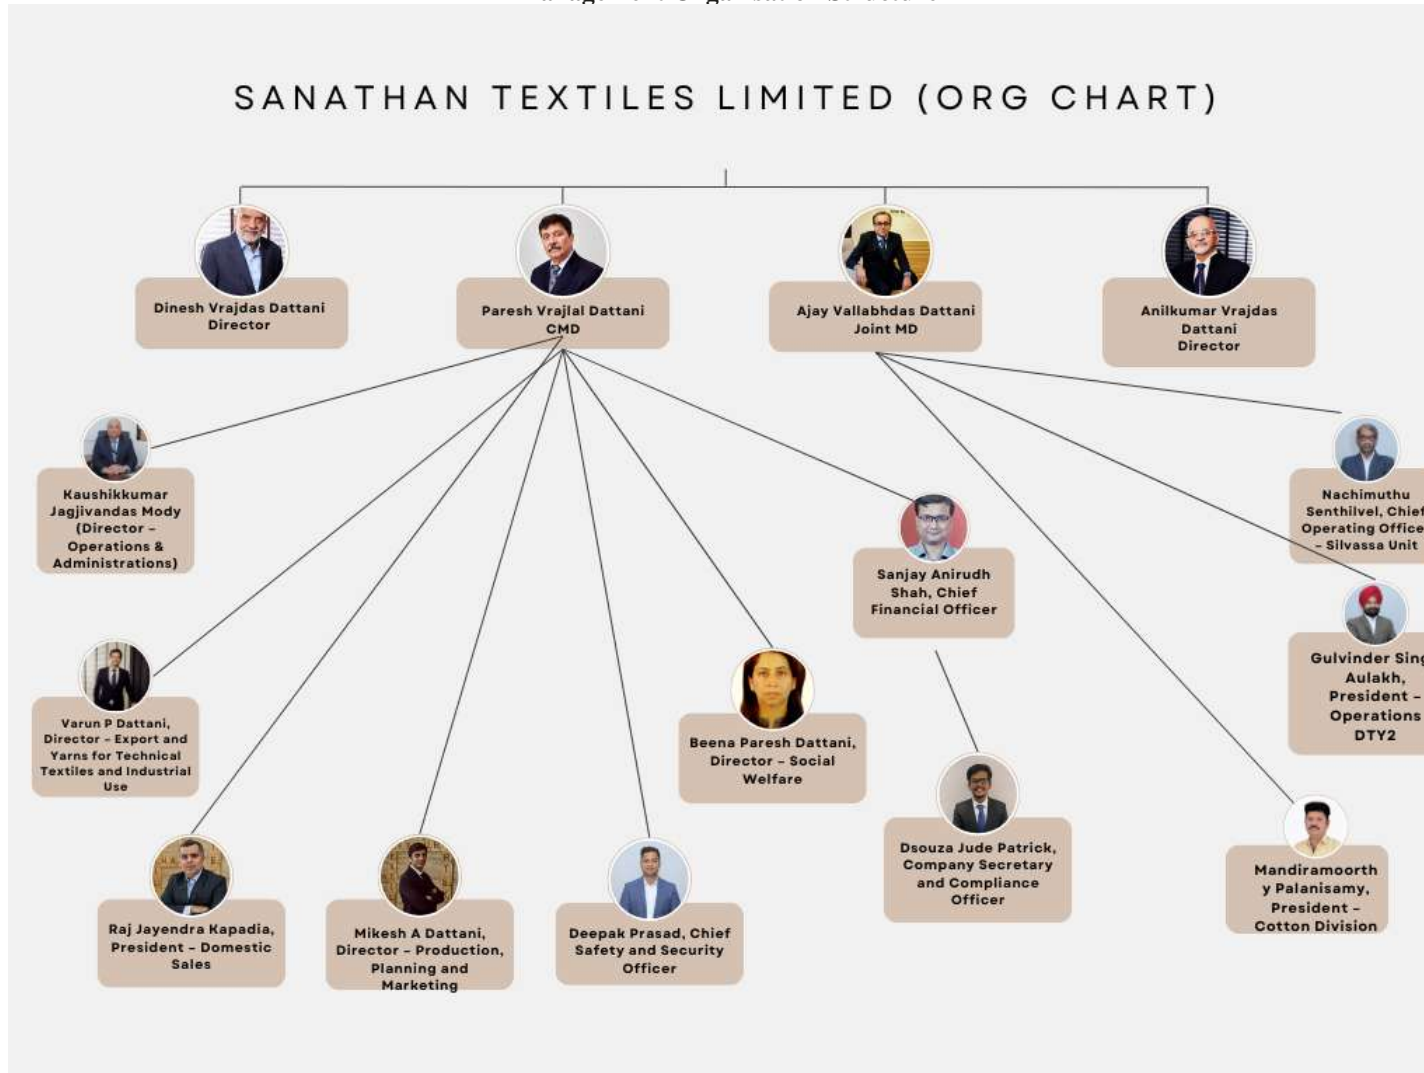 SANATHAN TEXTILES LIMITED (ORG CHART)
Dinesh Vrajdas Dattani
Director
Paresh Vrajlal Dattani
CMD
Ajay Vallabhdas Dattani
Joint MD
Anilkumar Vrajdas
Dattani
Director
Kaushikkumar
Jagjivandas Mody
(Director –
Operations &
Administrations)
Nachimuthu
Senthilvel, Chief
Operating Office
– Silvassa Unit
Sanjay Anirudh
Shah, Chief
Financial Officer
Gulvinder Sing
Aulakh,
President –
Operations
DTY2
Varun P Dattani,
Director – Export and
Yarns for Technical
Textiles and Industrial
Use
Beena Paresh Dattani,
Director – Social
Welfare
Dsouza Jude Patrick,
Company Secretary
and Compliance
Officer
Mandiramoorth
y Palanisamy,
President –
Cotton Division
Raj Jayendra Kapadia,
President – Domestic
Sales
Mikesh A Dattani,
Director – Production,
Planning and
Marketing
Deepak Prasad, Chief
Safety and Security
Officer